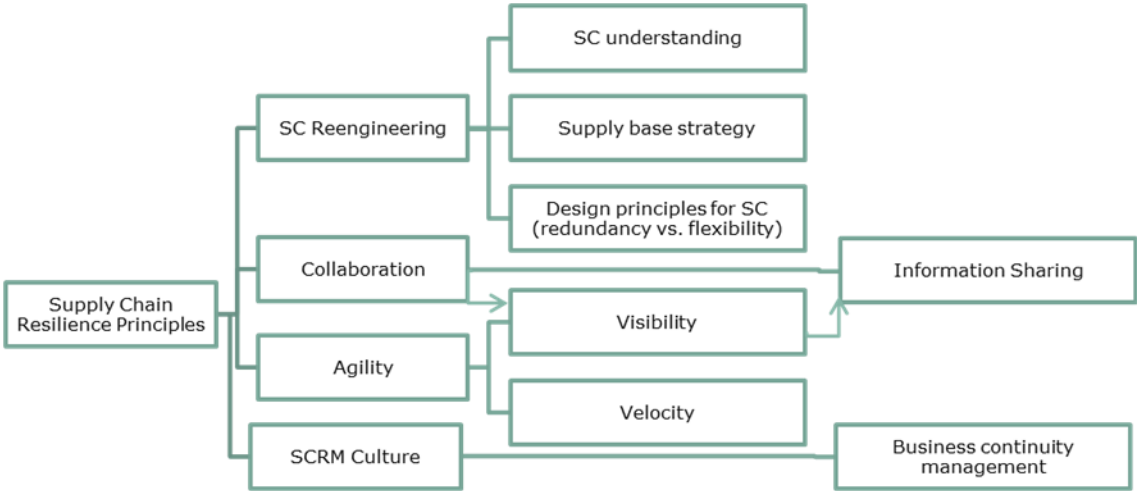 SC understanding
SC Reengineering
Supply base strategy
Design principles for SC
(redundancy vs. flexibility)
Collaboration
Information Sharing
Supply Chain
Resilience Principles
Visibility
Agility
Velocity
SCRM Culture
Business continuity
management